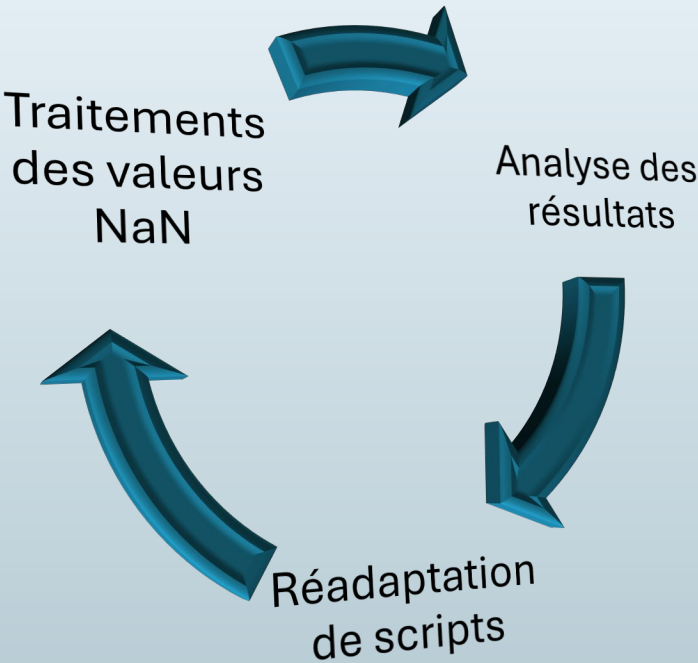 Traitements
des valeurs
NaN
Analyse des
résultats
Réadaptation
de scripts